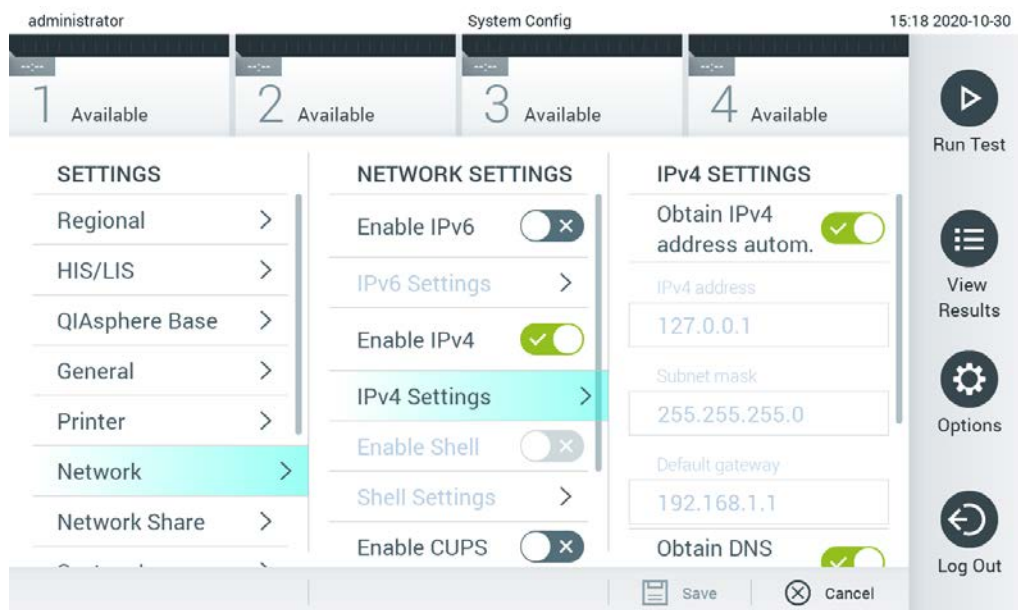 administrator
System Config
15:18 2020-10-30
--:--
--:--
--:--
--:--
1 Available
2 Available
3 Available
4 Available
Run Test
SETTINGS
Regional
HIS/LIS
QIAsphere Base
General
Printer
Network
Network Share
NETWORK SETTINGS
Enable IPv6
IPv6 Settings
Enable IPv4
IPv4 Settings
Enable Shell
Shell Settings
Enable CUPS
IPv4 SETTINGS
Obtain IPv4
address autom.
IPv4 address
127.0.0.1
Subnet mask
255.255.255.0
Default gateway
192.168.1.1
Obtain DNS
View
Results
Options
Log Out
Save
Cancel